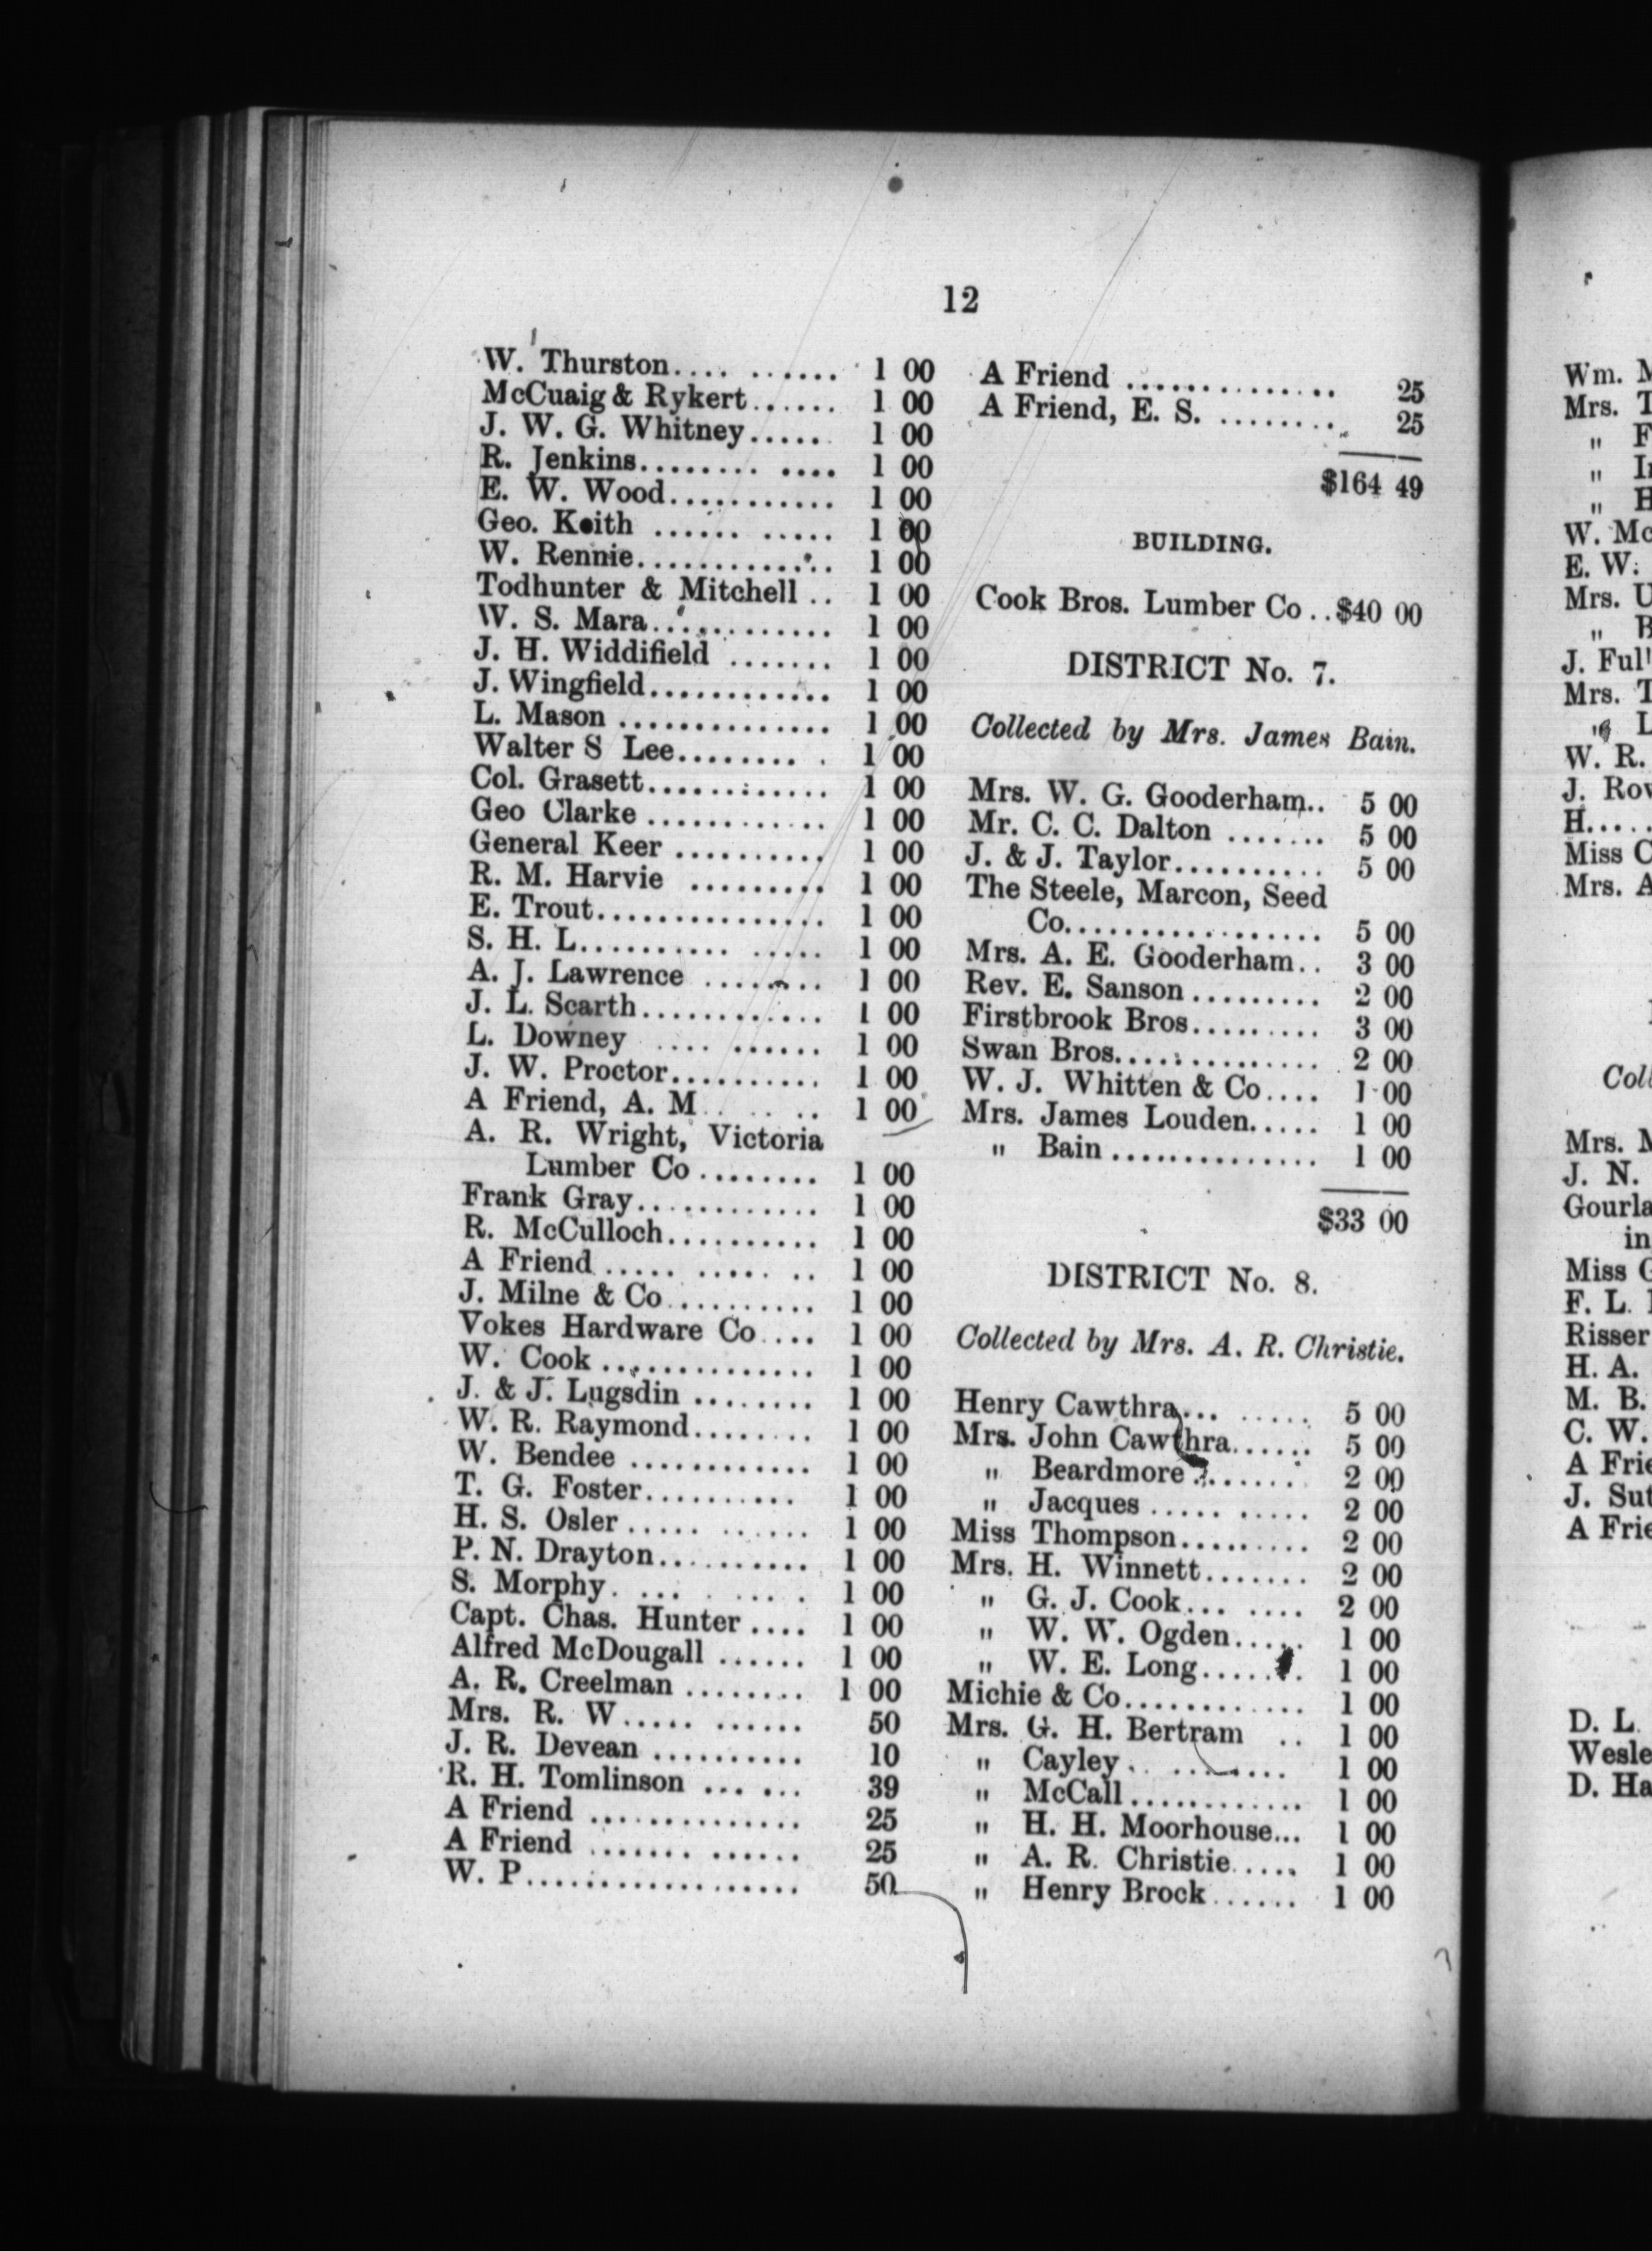 12
W. Thurston.... ...... 1 00
McCuaig & Rykert...... 1 00
J. W. G. Whitney..... 1 00
R. Jenkins........ .... 1 00
E. W. Wood............ 1 00
Geo. Keith ...... ..... 1 00
W. Rennie.............. 1 00
Todhunter & Mitchell .. 1 00
W. S. Mara............. 1 00
J. H. Widdifield ....... 1 00
J. Wingfield............ 1 00
L. Mason .............. 1 00
Walter S Lee........ . 1 00
Col. Grasett............ 1 00
Geo Clarke ............ 1 00
General Keer .......... 1 00
R. M. Harvie ......... 1 00
E. Trout............... 1 00
S. H. L.......... ..... 1 00
A. J. Lawrence ........ 1 00
J. L. Scarth............ 1 00
L. Downey .... ...... 1 00
J. W. Proctor.......... 1 00
A Friend, A. M. . . .. 1 00
A. R. Wright, Victoria
Lumber Co ........ 1 00
Frank Gray............ 1 00
R. McCulloch.......... 1 00
A Friend ..... ..... .. 1 00
J. Milne & Co.......... 1 00
Vokes Hardware Co.... 1 00
W. Cook .............. 1 00
J. & J. Lugsdin ........ 1 00
W. R. Raymond........ 1 00
W. Bendee ............ 1 00
T. G. Foster.......... 1 00
H. S. Osler ..... ...... 1 00
P. N. Drayton.......... 1 00
S. Morphy. ... . .... . 1 00
Capt. Chas. Hunter .... 1 00
Alfred McDougall ...... 1 00
A. R. Creelman ........ 1 00
Mrs. R. W..... ...... 50
J. R. Devean .......... 10
R. H. Tomlinson ... ... 39
A Friend .............. 25
A Friend ....... ...... 25
W. P................... 50
A Friend .............. 25
A Friend, E. S. ........ 25
$164 49
BUILDING.
Cook Bros. Lumber Co..$40 00
DISTRICT No. 7.
Collected by Mrs. James Bain.
Mrs. W. G. Gooderham.. 5 00
Mr. C. C. Dalton ....... 5 00
J. & J. Taylor.......... 5 00
The Steele, Marcon, Seed
Co.................. 5 00
Mrs. A. E. Gooderham.. 3 00
Rev. E. Sanson ......... 2 00
Firstbrook Bros......... 3 00
Swan Bros............... 2 00
W. J. Whitten & Co.... 1 00
Mrs. James Louden..... 1 00
" Bain .............. 1 00
$33 00
DISTRICT No. 8.
Collected by Mrs. A. R. Christie.
Henry Cawthra... ..... 5 00
Mrs. John Cawthra...... 5 00
" Beardmore ........ 2 00
" Jacques ..... ..... 2 00
Miss Thompson......... 2 00
Mrs. H. Winnett....... 2 00
" G. J. Cook... .... 2 00
" W. W. Ogden..... 1 00
" W. E. Long....... 1 00
Michie & Co............ 1 00
Mrs. G. H. Bertram .. 1 00
" Cayley. ....... 1 00
" McCall ............ 1 00
" H. H. Moorhouse... 1 00
" A. R. Christie..... 1 00
" Henry Brock...... 1 00
Wm.
Mrs.
"
"
"
W.
E. W.
Mrs.
"
J.
Mrs.
W. R.
J.
H....
Miss
Mrs. A
Mrs.
J. N.
in
Miss
F. L.
Risser
H. A.
M. B.
C. W.
A
J.
A
D. L
D.